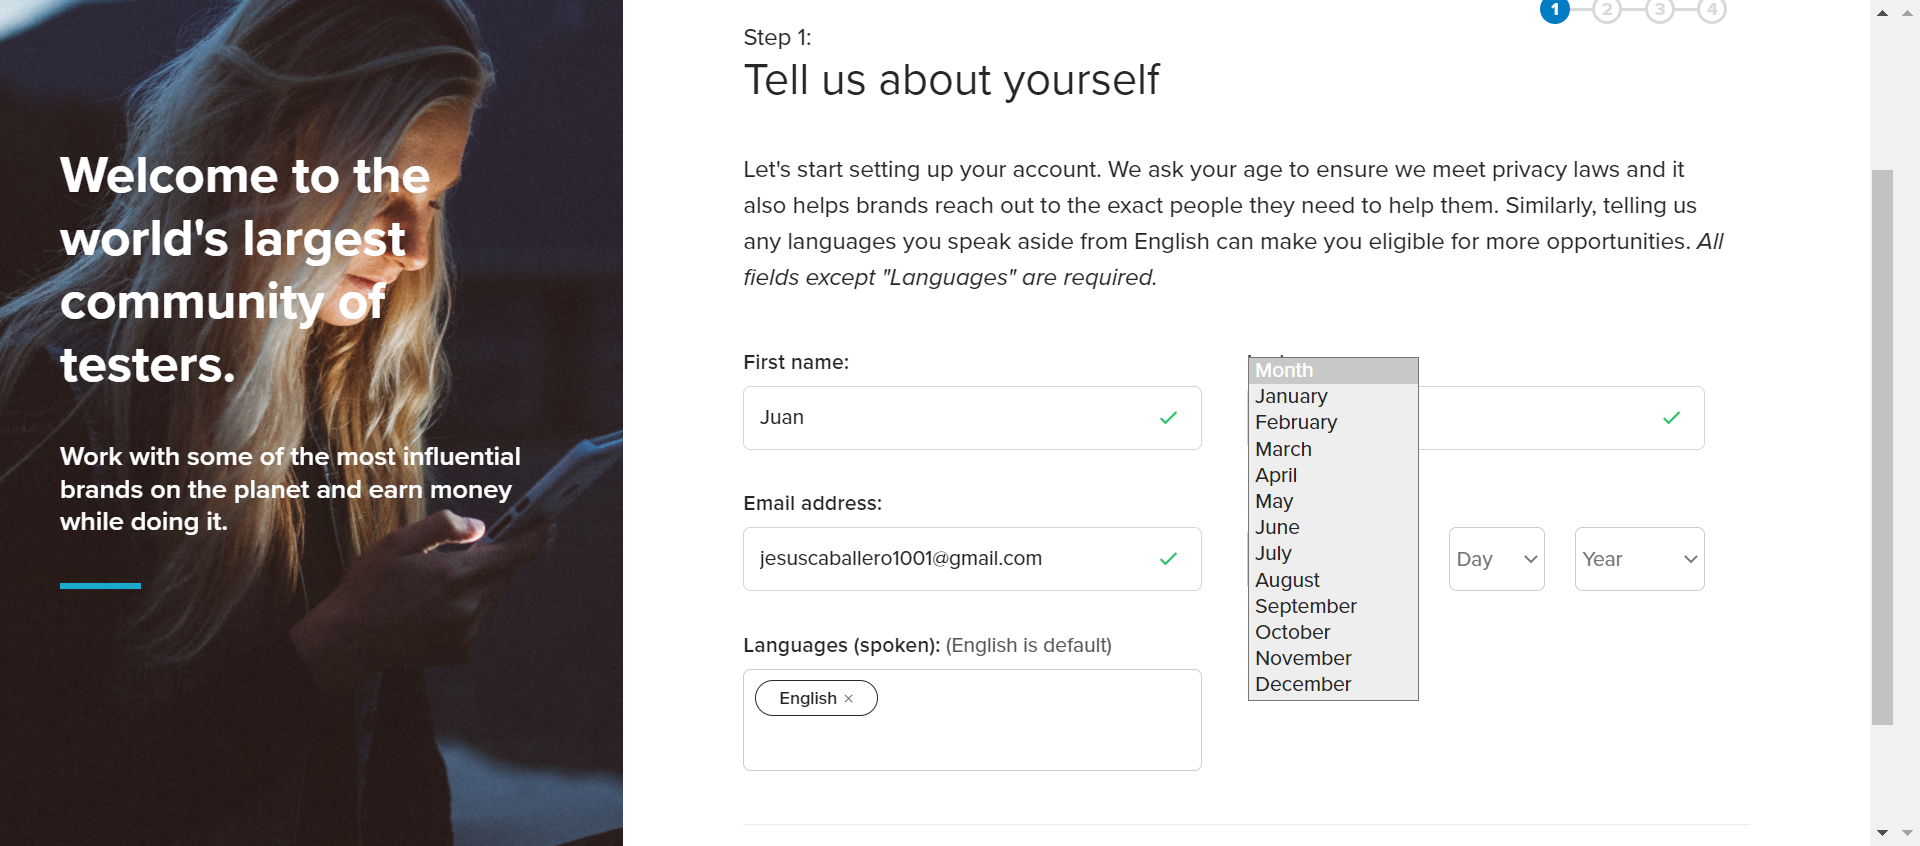 Welcome to the
world's largest
community of
testers.
Work with some of the most influential
brands on the planet and earn money
while doing it.
1 2 3 4
Step 1:
Tell us about yourself
Let's start setting up your account. We ask your age to ensure we meet privacy laws and it
also helps brands reach out to the exact people they need to help them. Similarly, telling us
any languages you speak aside from English can make you eligible for more opportunities. All
fields except "Languages" are required.
First name:
Juan
Email address:
jesuscaballero1001@gmail.com
Languages (spoken): (English is default)
English ×
Month
January
February
March
April
May
June
July
August
September
October
November
December
Day
Year